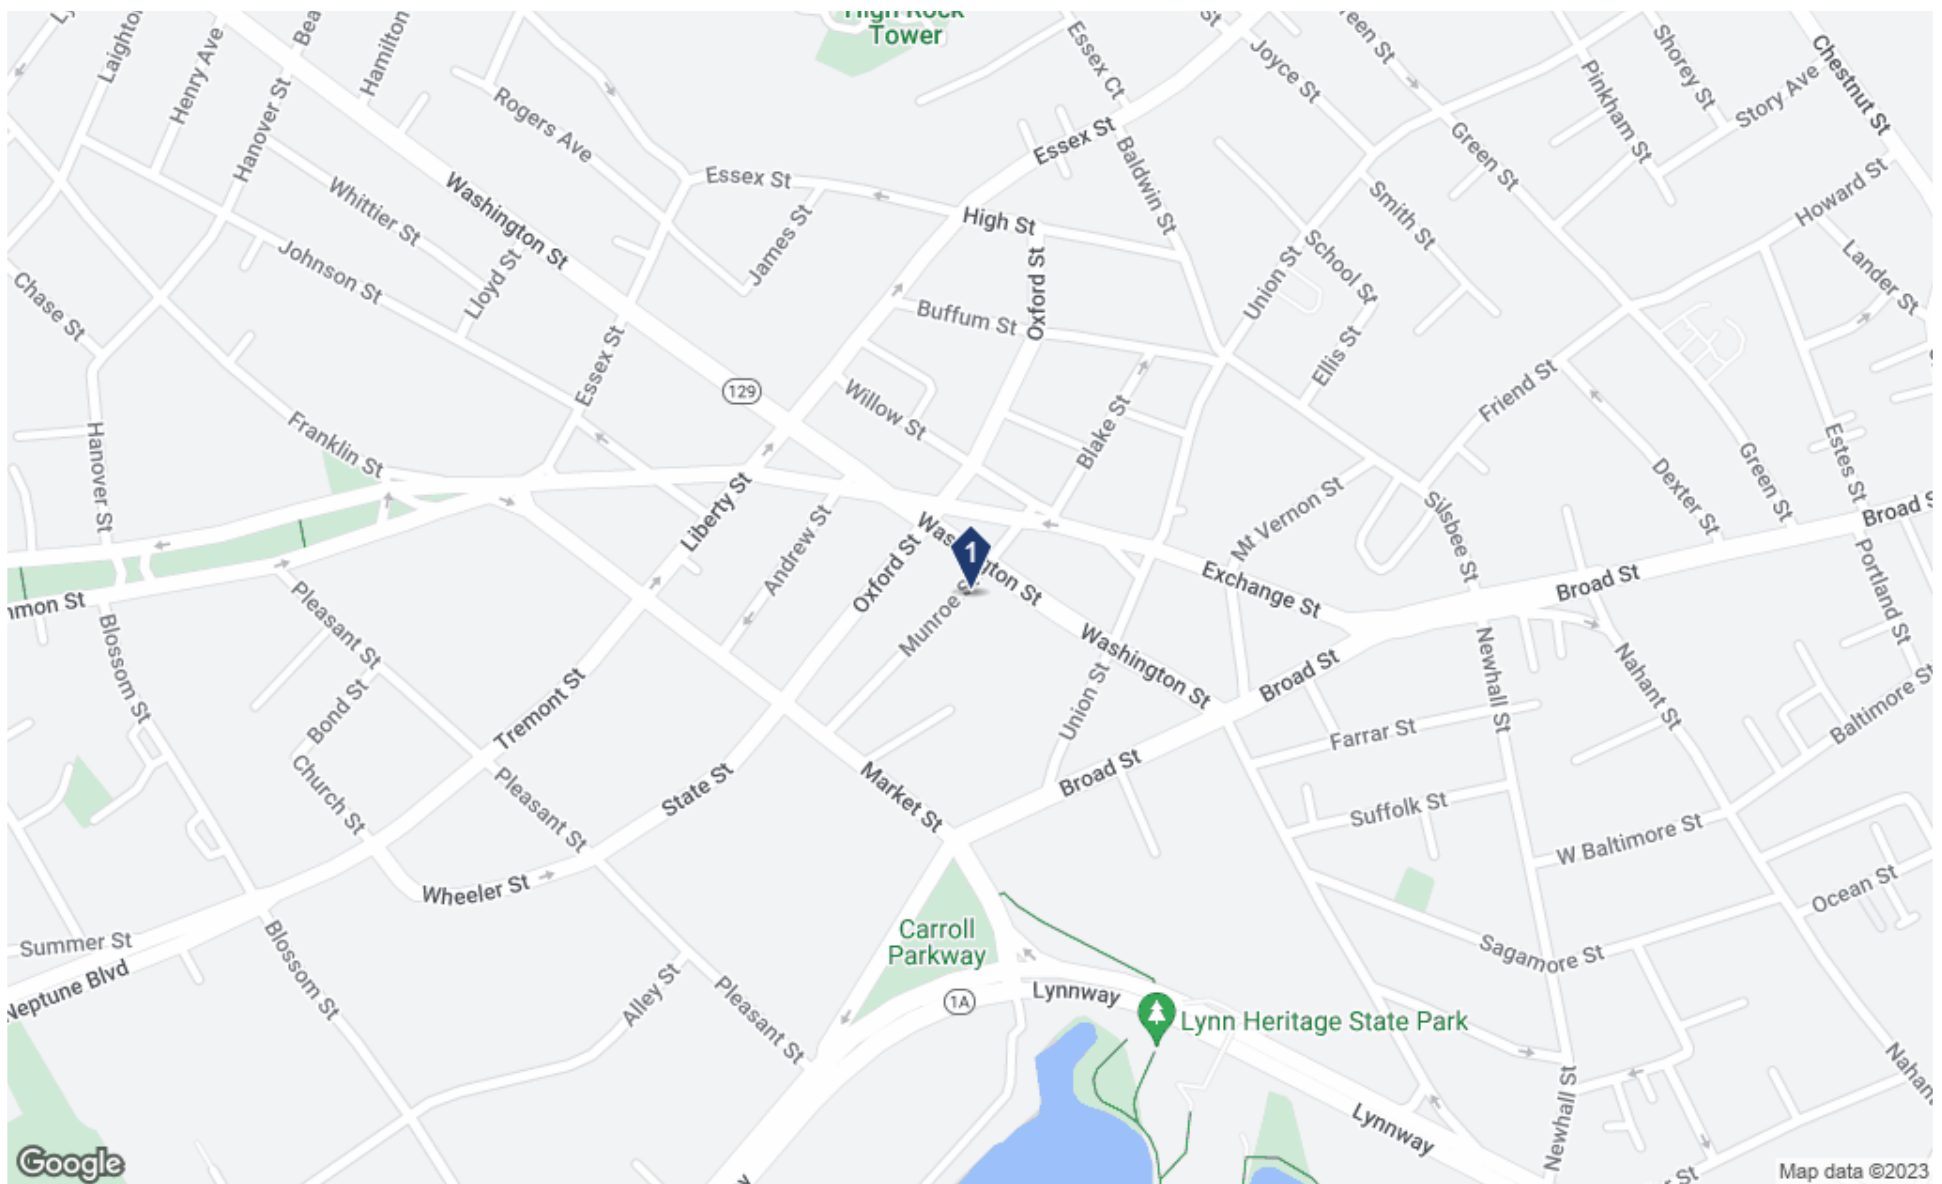 High Rock
Tower
Laighton
Henry Ave
Hanover St
Bea
Hamilton
Rogers Ave
Essex Ct
Joyce St
Green St
Pinkham St
Shorey St
Story Ave
Chestnut St
Essex St
Baldwin St
Green St
Essex St
Washington St
Whittier St
James St
High St
Smith St
Howard St
Johnson St
Lloyd St
Oxford St
Union St
School St
Lander St
Chase St
Buffum St
Essex St
Ellis St
129
Willow St
Blake St
Friend St
Franklin St
Hanover St
Estes St
Green St
Dexter St
Liberty St
Mt Vernon St
Silsbee St
Broad S
Andrew St
Oxford St
Washington St
1
Exchange St
Broad St
Portland St
mmon St
Pleasant St
Blossom St
Munroe S
Washington St
Newhall St
Nahant St
Bond St
Union St
Broad St
Baltimore St
Tremont St
Farrar St
Church St
Pleasant St
State St
Market St
Broad St
Suffolk St
W Baltimore St
Wheeler St
Ocean St
Carroll
Parkway
Summer St
Neptune Blvd
Blossom St
Sagamore St
Alley St
Pleasant St
1A
Lynnway
Lynn Heritage State Park
Nahant
Newhall St
Lynnway
St
Google
Map data ©2023